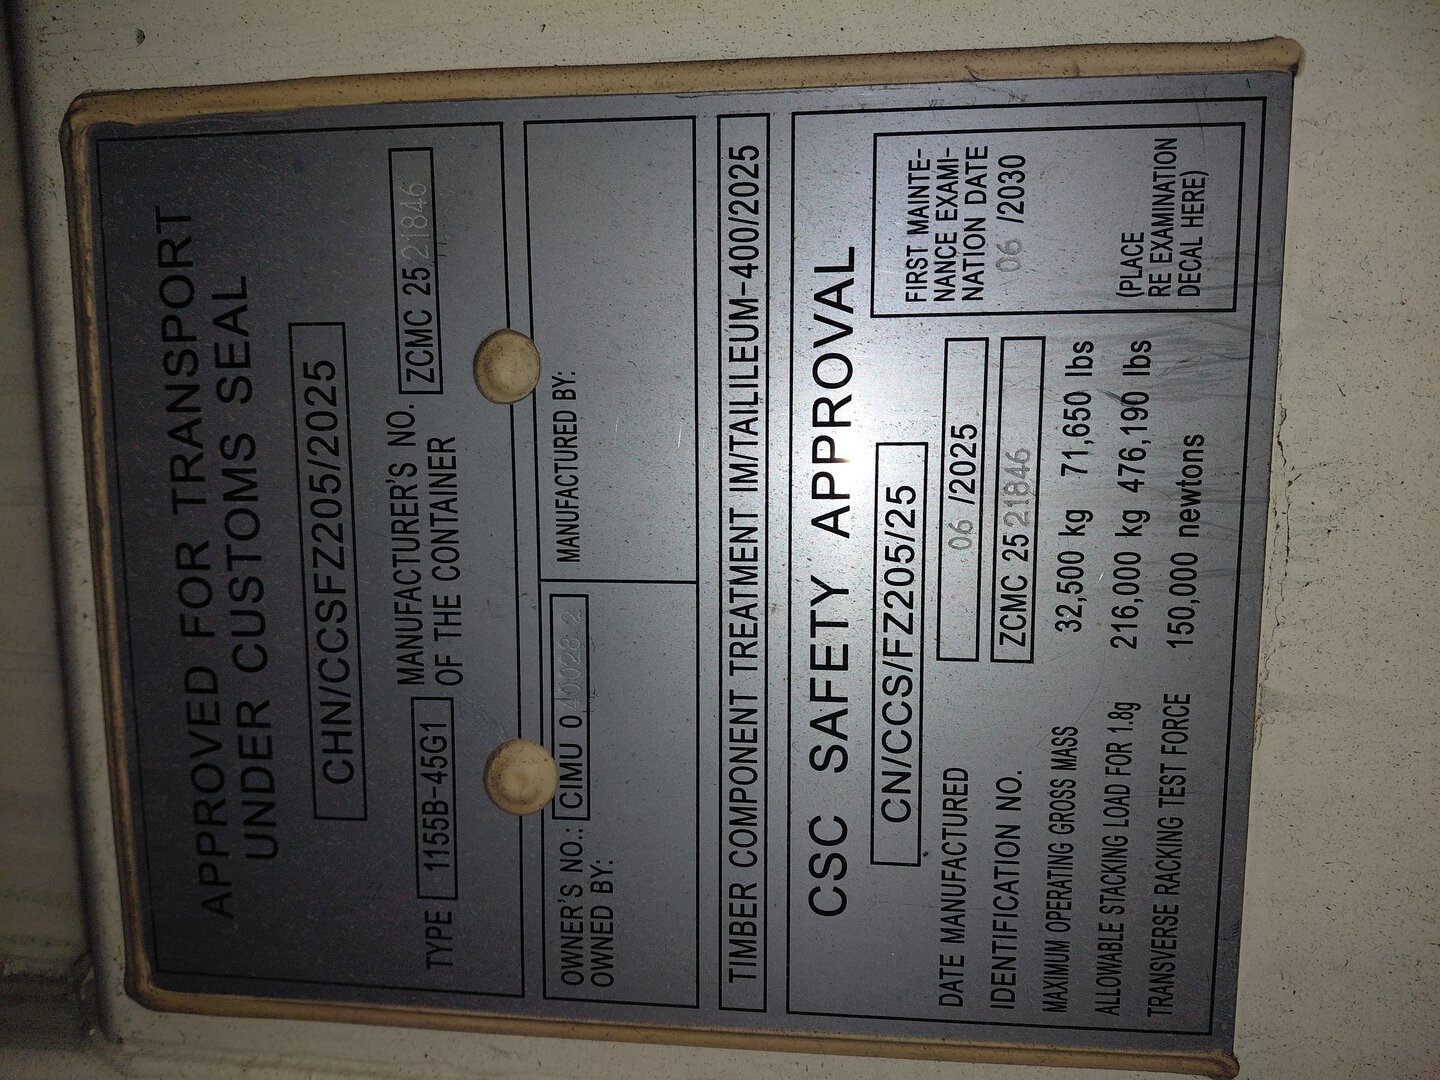 APPROVED FOR TRANSPORT
UNDER CUSTOMS SEAL
CHN/CCSFZ205/2025
TYPE 1155B-45G1 MANUFACTURER'S NO. ZCMC 25 21846
OF THE CONTAINER
OWNER'S NO.: CIMU 0 40028 2
OWNED BY:
MANUFACTURED BY:
TIMBER COMPONENT TREATMENT IM/TAILILEUM-400/2025
CSC SAFETY APPROVAL
CN/CCS/FZ205/25
DATE MANUFACTURED 06 /2025
IDENTIFICATION NO. ZCMC 25 21846
MAXIMUM OPERATING GROSS MASS 32,500 kg 71,650 lbs
ALLOWABLE STACKING LOAD FOR 1.8g 216,000 kg 476,190 lbs
TRANSVERSE RACKING TEST FORCE 150,000 newtons
FIRST MAINTE-
NANCE EXAMI-
NATION DATE
06 /2030
(PLACE
RE EXAMINATION
DECAL HERE)